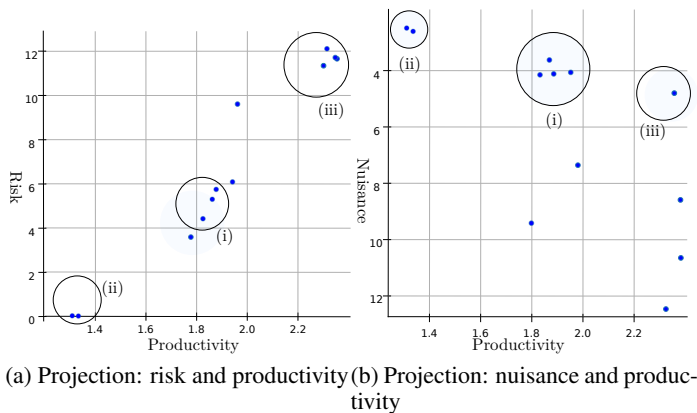 12
10
8
6
4
2
0
Risk
(iii)
(i)
(ii)
1.4
1.6
1.8
2.0
2.2
Productivity
4
6
8
10
12
Nuisance
(ii)
(i)
(iii)
1.4
1.6
1.8
2.0
2.2
Productivity
(a) Projection: risk and productivity
(b) Projection: nuisance and produc-
tivity